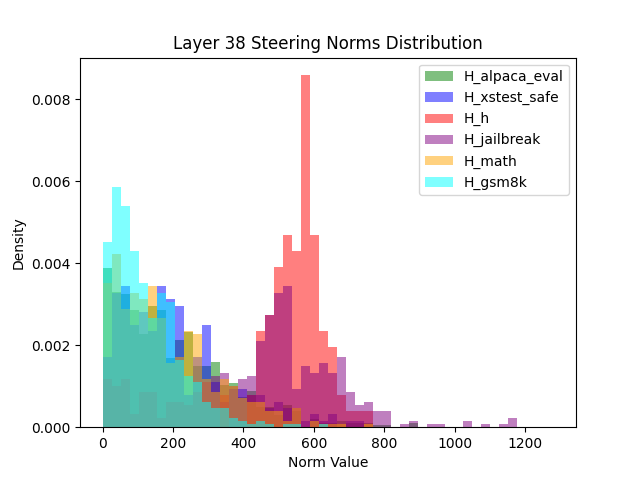 Layer 38 Steering Norms Distribution
H_alpaca_eval
H_xstest_safe
H_h
H_jailbreak
H_math
H_gsm8k
0.008
0.006
0.004
0.002
0.000
Density
0 200 400 600 800 1000 1200
Norm Value